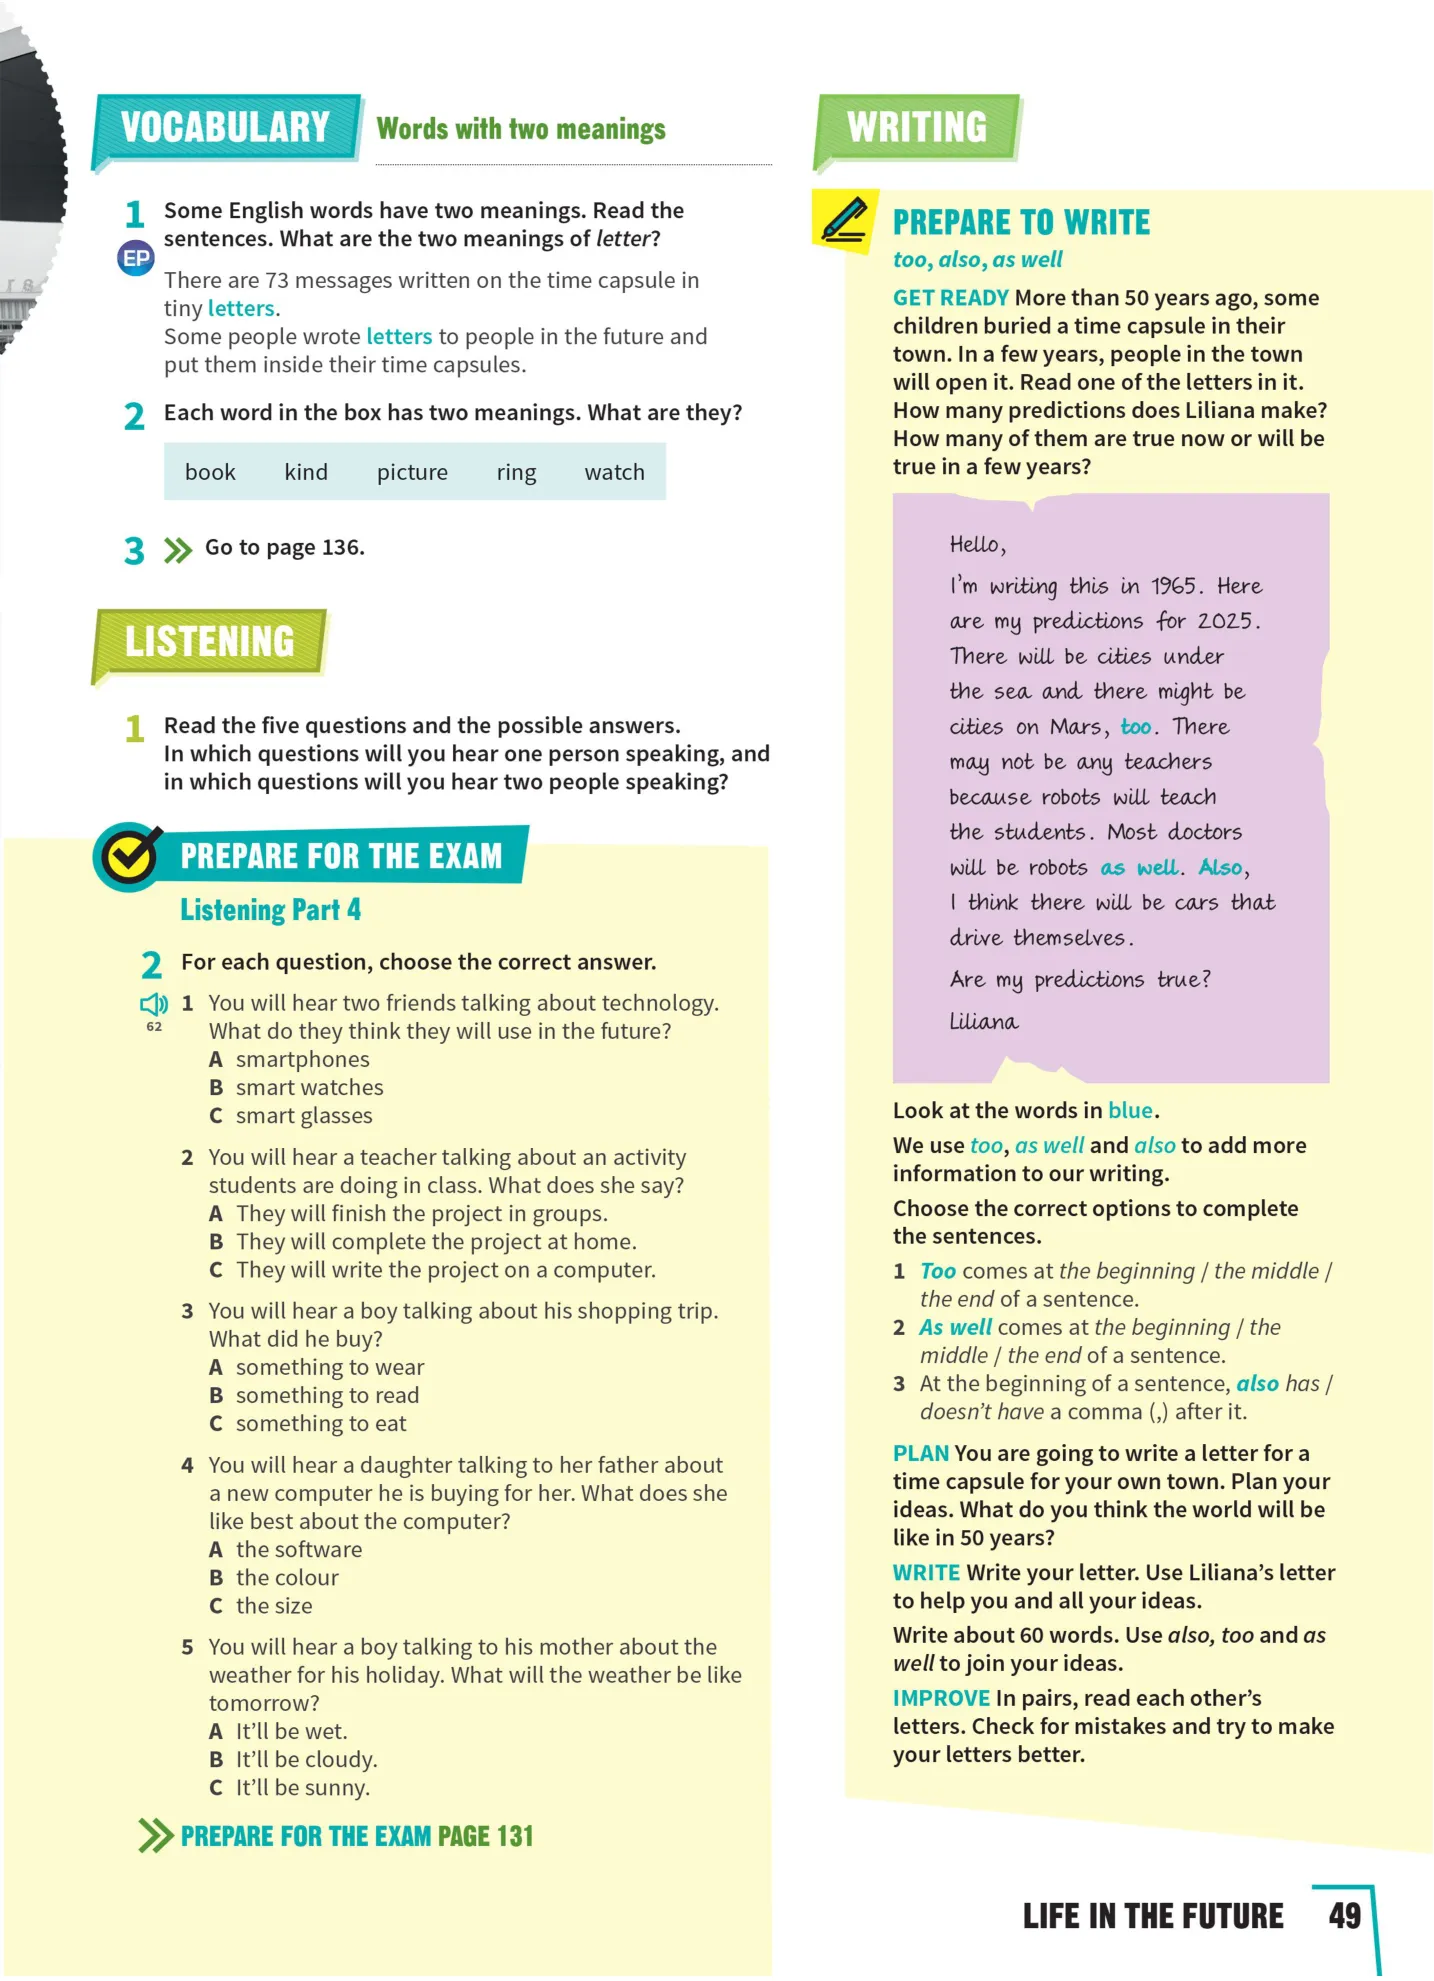 VOCABULARY
Words with two meanings
1 Some English words have two meanings. Read the
sentences. What are the two meanings of letter?
EP
There are 73 messages written on the time capsule in
tiny letters.
Some people wrote letters to people in the future and
put them inside their time capsules.
2 Each word in the box has two meanings. What are they?
book kind picture ring watch
3 Go to page 136.
LISTENING
1 Read the five questions and the possible answers.
In which questions will you hear one person speaking, and
in which questions will you hear two people speaking?
PREPARE FOR THE EXAM
Listening Part 4
2 For each question, choose the correct answer.
62
1 You will hear two friends talking about technology.
What do they think they will use in the future?
A smartphones
B smart watches
C smart glasses
2 You will hear a teacher talking about an activity
students are doing in class. What does she say?
A They will finish the project in groups.
B They will complete the project at home.
C They will write the project on a computer.
3 You will hear a boy talking about his shopping trip.
What did he buy?
A something to wear
B something to read
C something to eat
4 You will hear a daughter talking to her father about
a new computer he is buying for her. What does she
like best about the computer?
A the software
B the colour
C the size
5 You will hear a boy talking to his mother about the
weather for his holiday. What will the weather be like
tomorrow?
A It'll be wet.
B It'll be cloudy.
C It'll be sunny.
PREPARE FOR THE EXAM PAGE 131
WRITING
PREPARE TO WRITE
too, also, as well
GET READY More than 50 years ago, some
children buried a time capsule in their
town. In a few years, people in the town
will open it. Read one of the letters in it.
How many predictions does Liliana make?
How many of them are true now or will be
true in a few years?
Hello,
I'm writing this in 1965. Here
are my predictions for 2025.
There will be cities under
the sea and there might be
cities on Mars, too. There
may not be any teachers
because robots will teach
the students. Most doctors
will be robots as well. Also,
I think there will be cars that
drive themselves.
Are my predictions true?
Liliana
Look at the words in blue.
We use too, as well and also to add more
information to our writing.
Choose the correct options to complete
the sentences.
1 Too comes at the beginning / the middle /
the end of a sentence.
2 As well comes at the beginning / the
middle / the end of a sentence.
3 At the beginning of a sentence, also has /
doesn't have a comma (,) after it.
PLAN You are going to write a letter for a
time capsule for your own town. Plan your
ideas. What do you think the world will be
like in 50 years?
WRITE Write your letter. Use Liliana's letter
to help you and all your ideas.
Write about 60 words. Use also, too and as
well to join your ideas.
IMPROVE In pairs, read each other's
letters. Check for mistakes and try to make
your letters better.
LIFE IN THE FUTURE 49